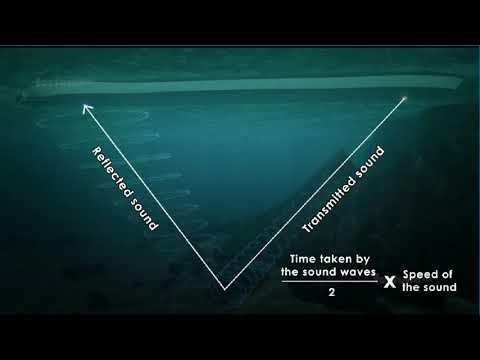 Reflected sound
Transmitted sound
Time taken by
the sound waves
2
X
Speed of
the sound